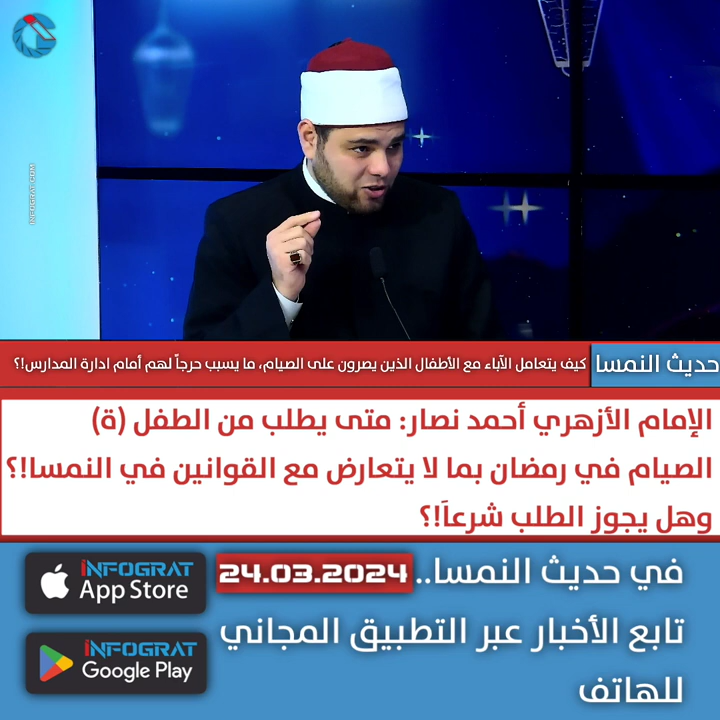 INFOGRAT.COM
حديث النمسا
كيف يتعامل الآباء مع الأطفال الذين يصرون على الصيام، ما يسبب حرجاً لهم أمام ادارة المدارس!؟
الإمام الأزهري أحمد نصار: متى يطلب من الطفل (ة)
الصيام في رمضان بما لا يتعارض مع القوانين في النمسا!؟
وهل يجوز الطلب شرعاً!؟
في حديث النمسا.. 24.03.2024
تابع الأخبار عبر التطبيق المجاني
للهاتف
INFOGRAT
App Store
INFOGRAT
Google Play